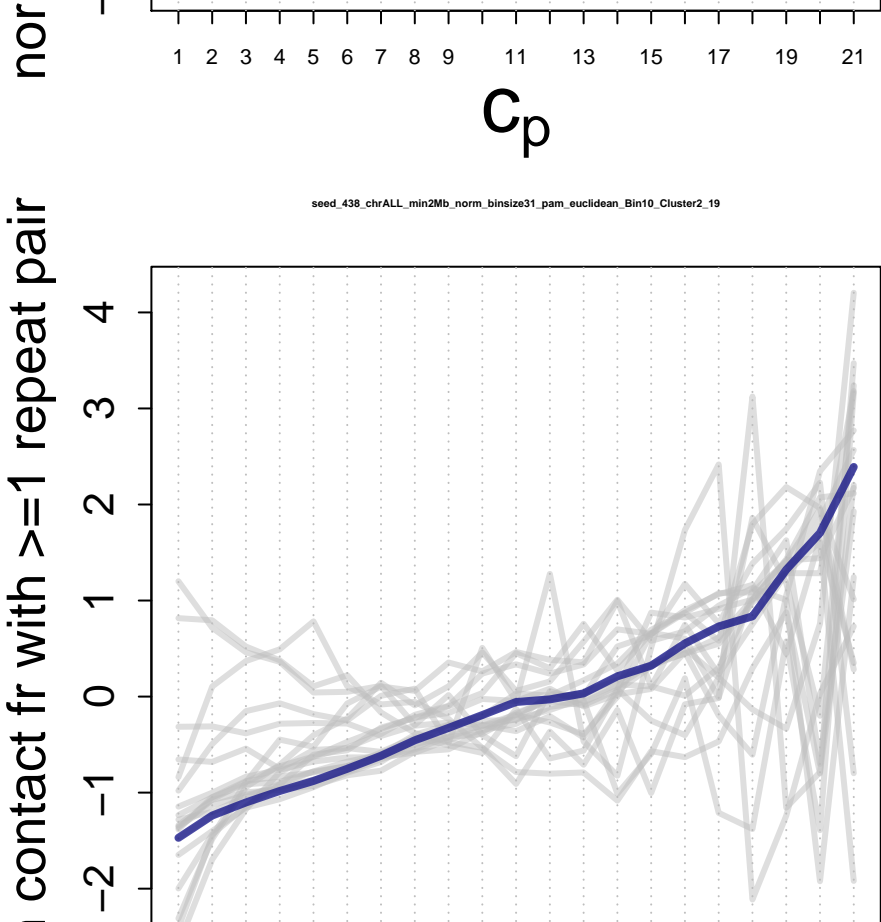 nor
1 2 3 4 5 6 7 8 9 11 13 15 17 19 21
cp
seed_438_chrALL_min2Mb_norm_binsize31_pam_euclidean_Bin10_Cluster2_19
contact fr with >=1 repeat pair
4
3
2
1
0
−1
−2